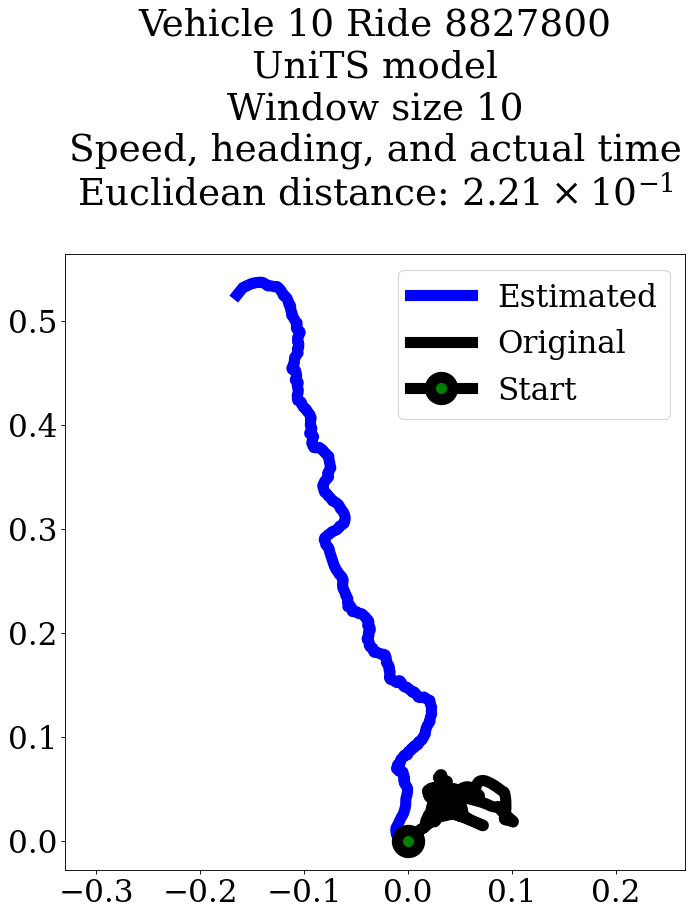 Vehicle 10 Ride 8827800
UniTS model
Window size 10
Speed, heading, and actual time
Euclidean distance: 2.21 × 10⁻¹
Estimated
Original
Start
0.5
0.4
0.3
0.2
0.1
0.0
−0.3 −0.2 −0.1 0.0 0.1 0.2